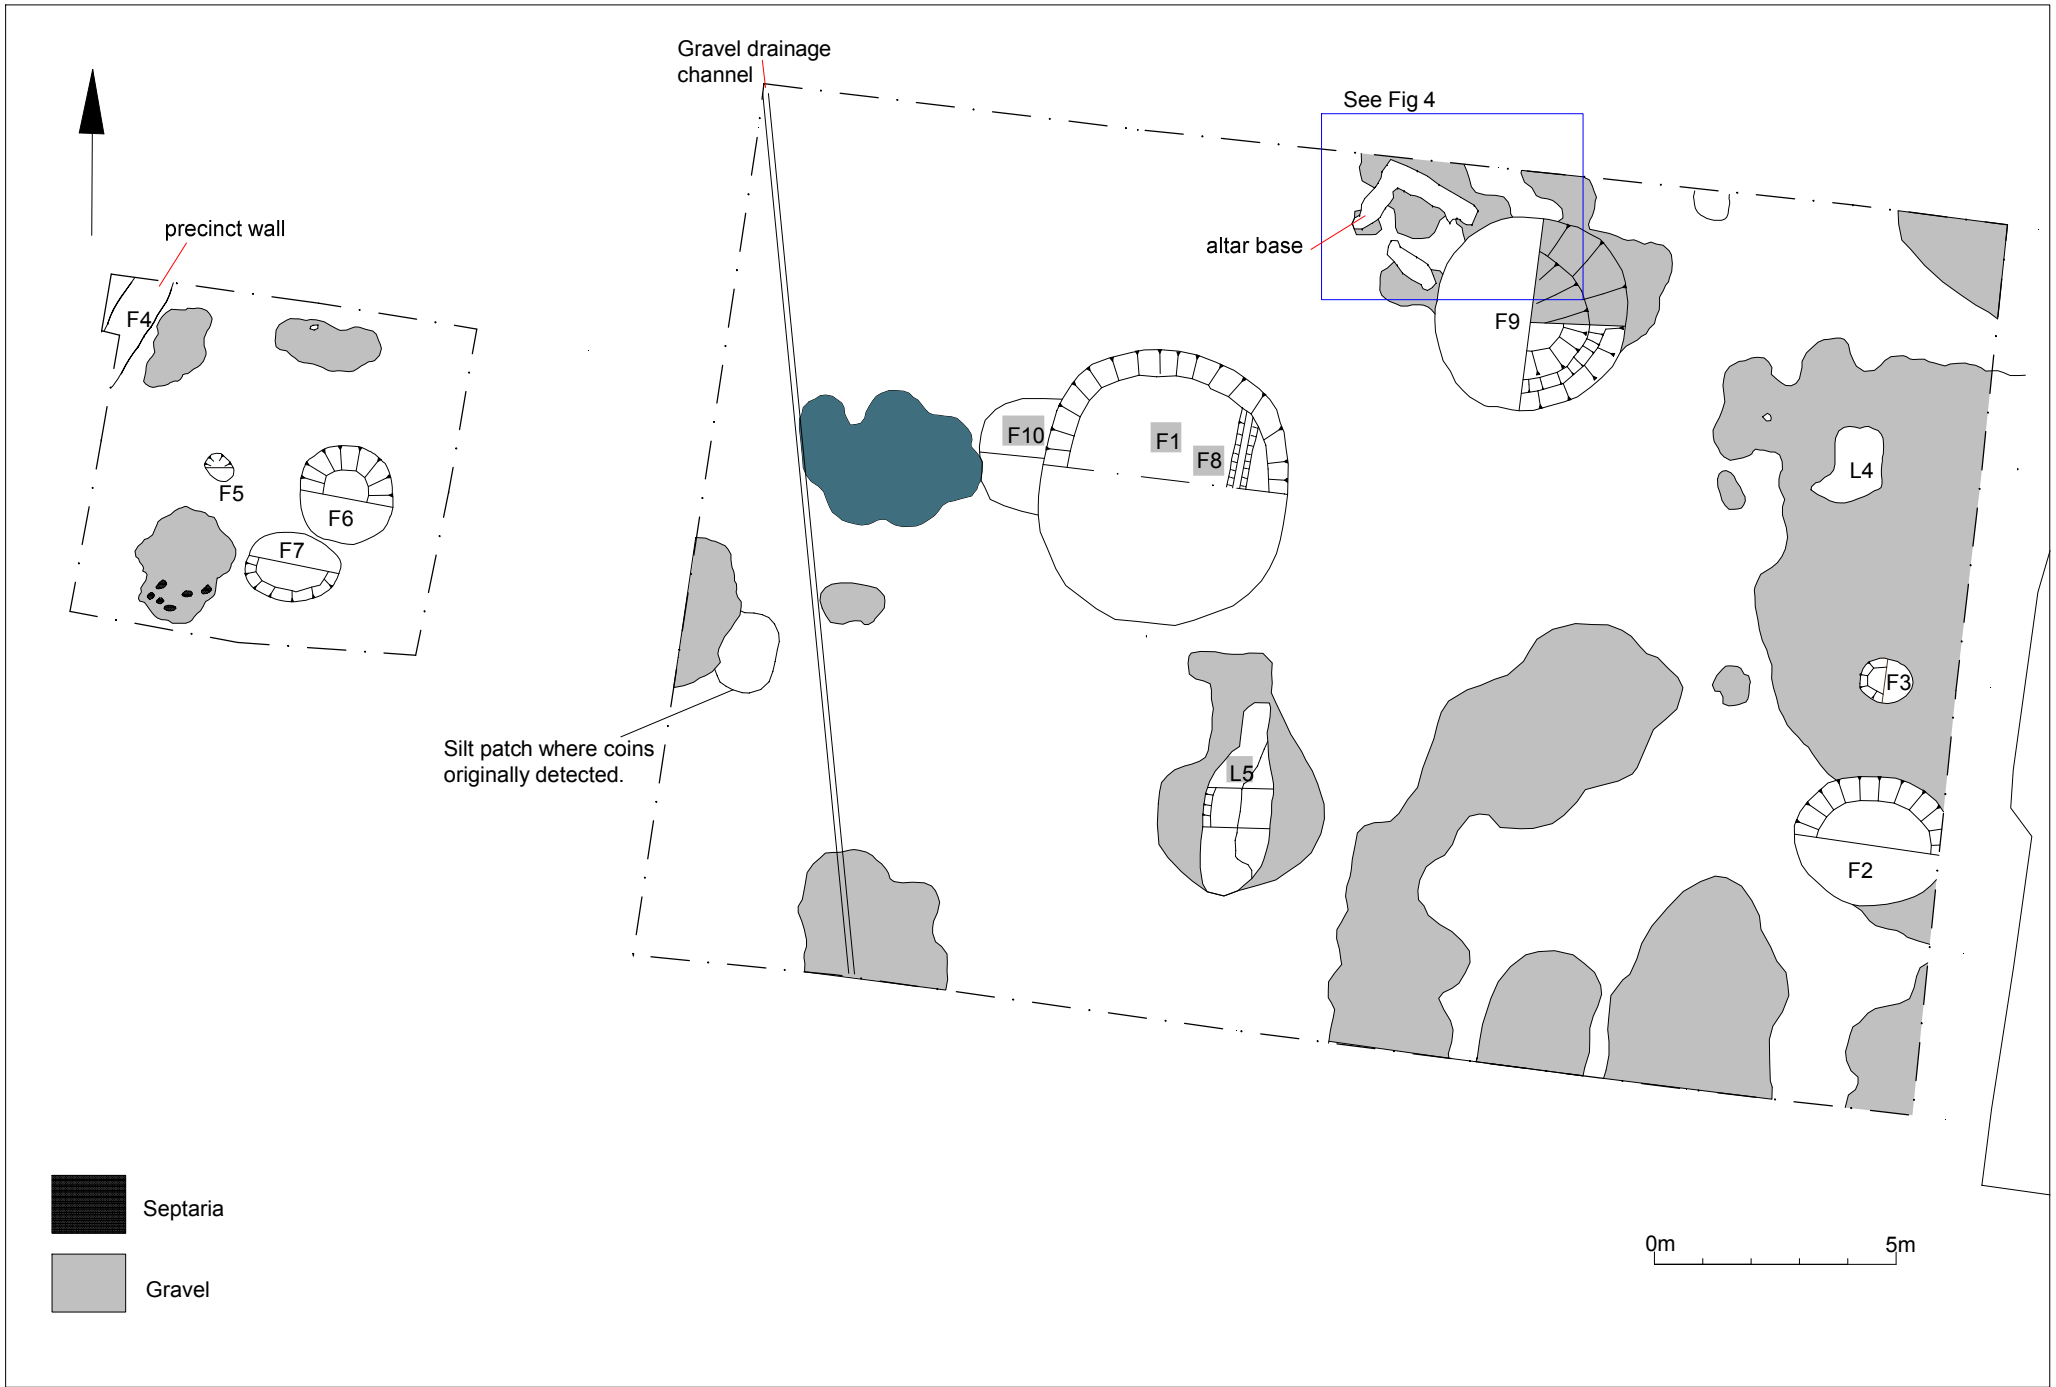 Gravel drainage
channel
See Fig 4
precinct wall
altar base
F4
F9
F10
F1
F8
L4
F5
F6
F7
F3
Silt patch where coins
originally detected.
L5
F2
Septaria
Gravel
0m 5m